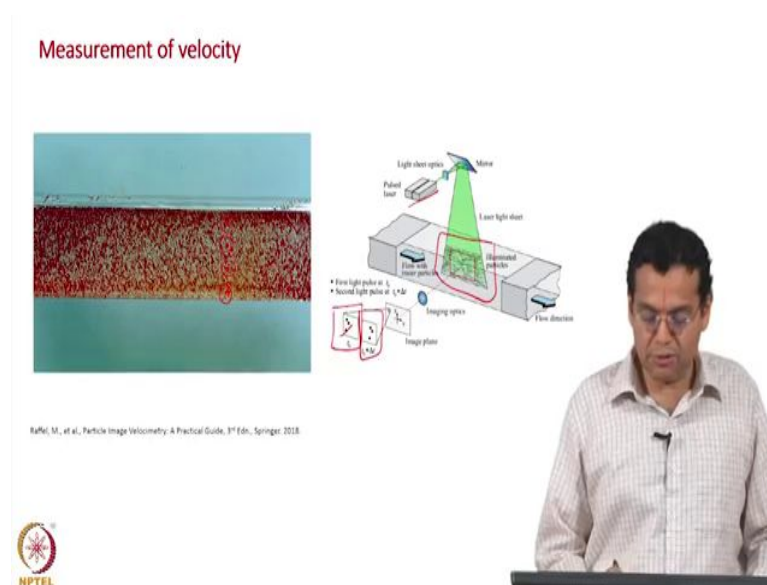 Measurement of velocity
Light sheet optics
Mirror
Pulsed
laser
Laser light sheet
Flow with
tracer particles
Illuminated
particles
• First light pulse at t₀
• Second light pulse at t₀+Δt
Imaging optics
Flow direction
Image plane
Raffel, M., et al., Particle Image Velocimetry: A Practical Guide, 3rd Edn., Springer. 2018.
NPTEL